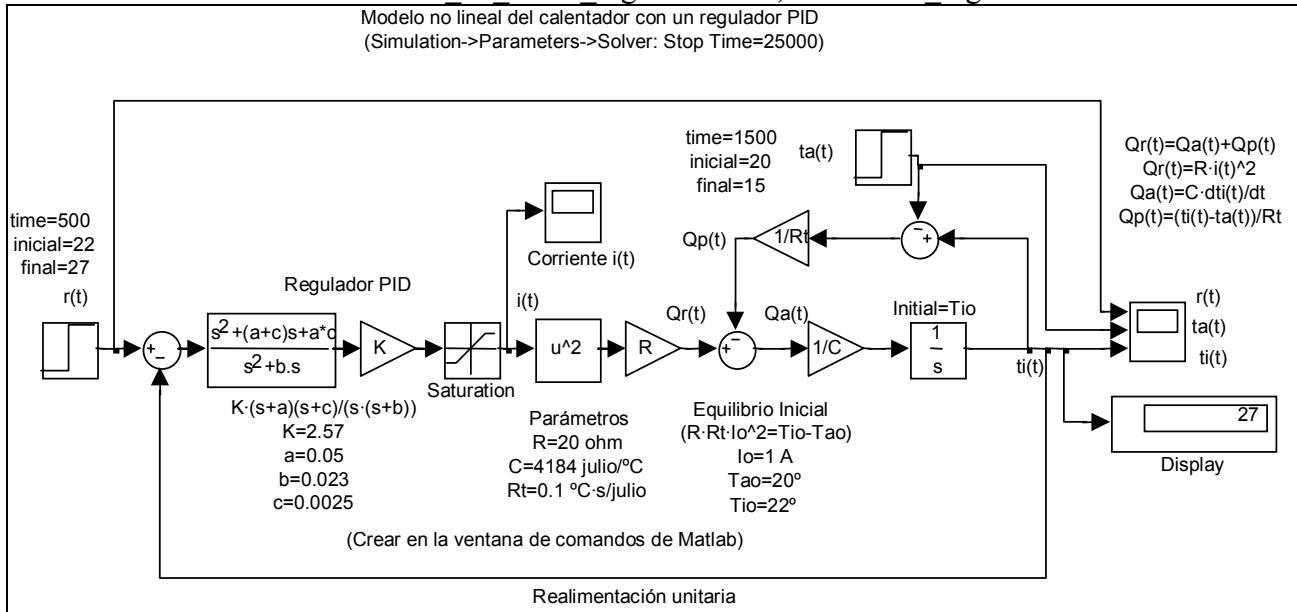 Modelo no lineal del calentador con un regulador PID
(Simulation->Parameters->Solver: Stop Time=25000)
time=500
inicial=22
final=27
r(t)
Regulador PID
s^2+(a+c)s+a*c
s^2+b.s
K·(s+a)(s+c)/(s·(s+b))
K=2.57
a=0.05
b=0.023
c=0.0025
K
Saturation
Corriente i(t)
i(t)
u^2
Parámetros
R=20 ohm
C=4184 julio/ºC
Rt=0.1 ºC·s/julio
(Crear en la ventana de comandos de Matlab)
R
Qr(t)
time=1500
inicial=20
final=15
ta(t)
Qp(t)
1/Rt
Qa(t)
1/C
Initial=Tio
1
s
ti(t)
Equilibrio Inicial
(R·Rt·Io^2=Tio-Tao)
Io=1 A
Tao=20º
Tio=22º
Qr(t)=Qa(t)+Qp(t)
Qr(t)=R·i(t)^2
Qa(t)=C·dti(t)/dt
Qp(t)=(ti(t)-ta(t))/Rt
r(t)
ta(t)
ti(t)
27
Display
Realimentación unitaria